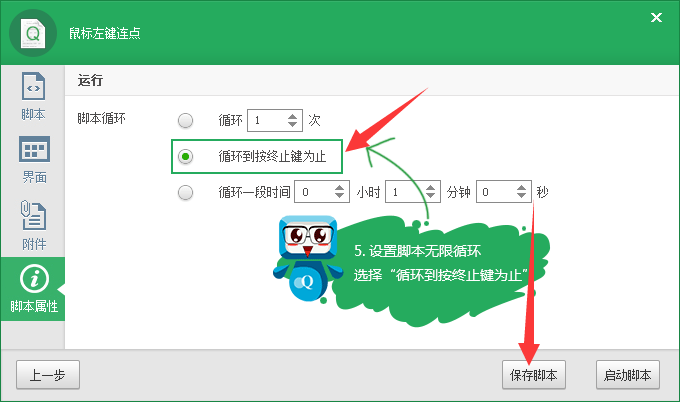 鼠标左键连点
脚本
界面
附件
脚本属性
运行
脚本循环
循环 1 次
循环到按终止键为止
循环一段时间 0 小时 1 分钟 0 秒
5. 设置脚本无限循环
选择“循环到按终止键为止”
Q
上一步
保存脚本
启动脚本